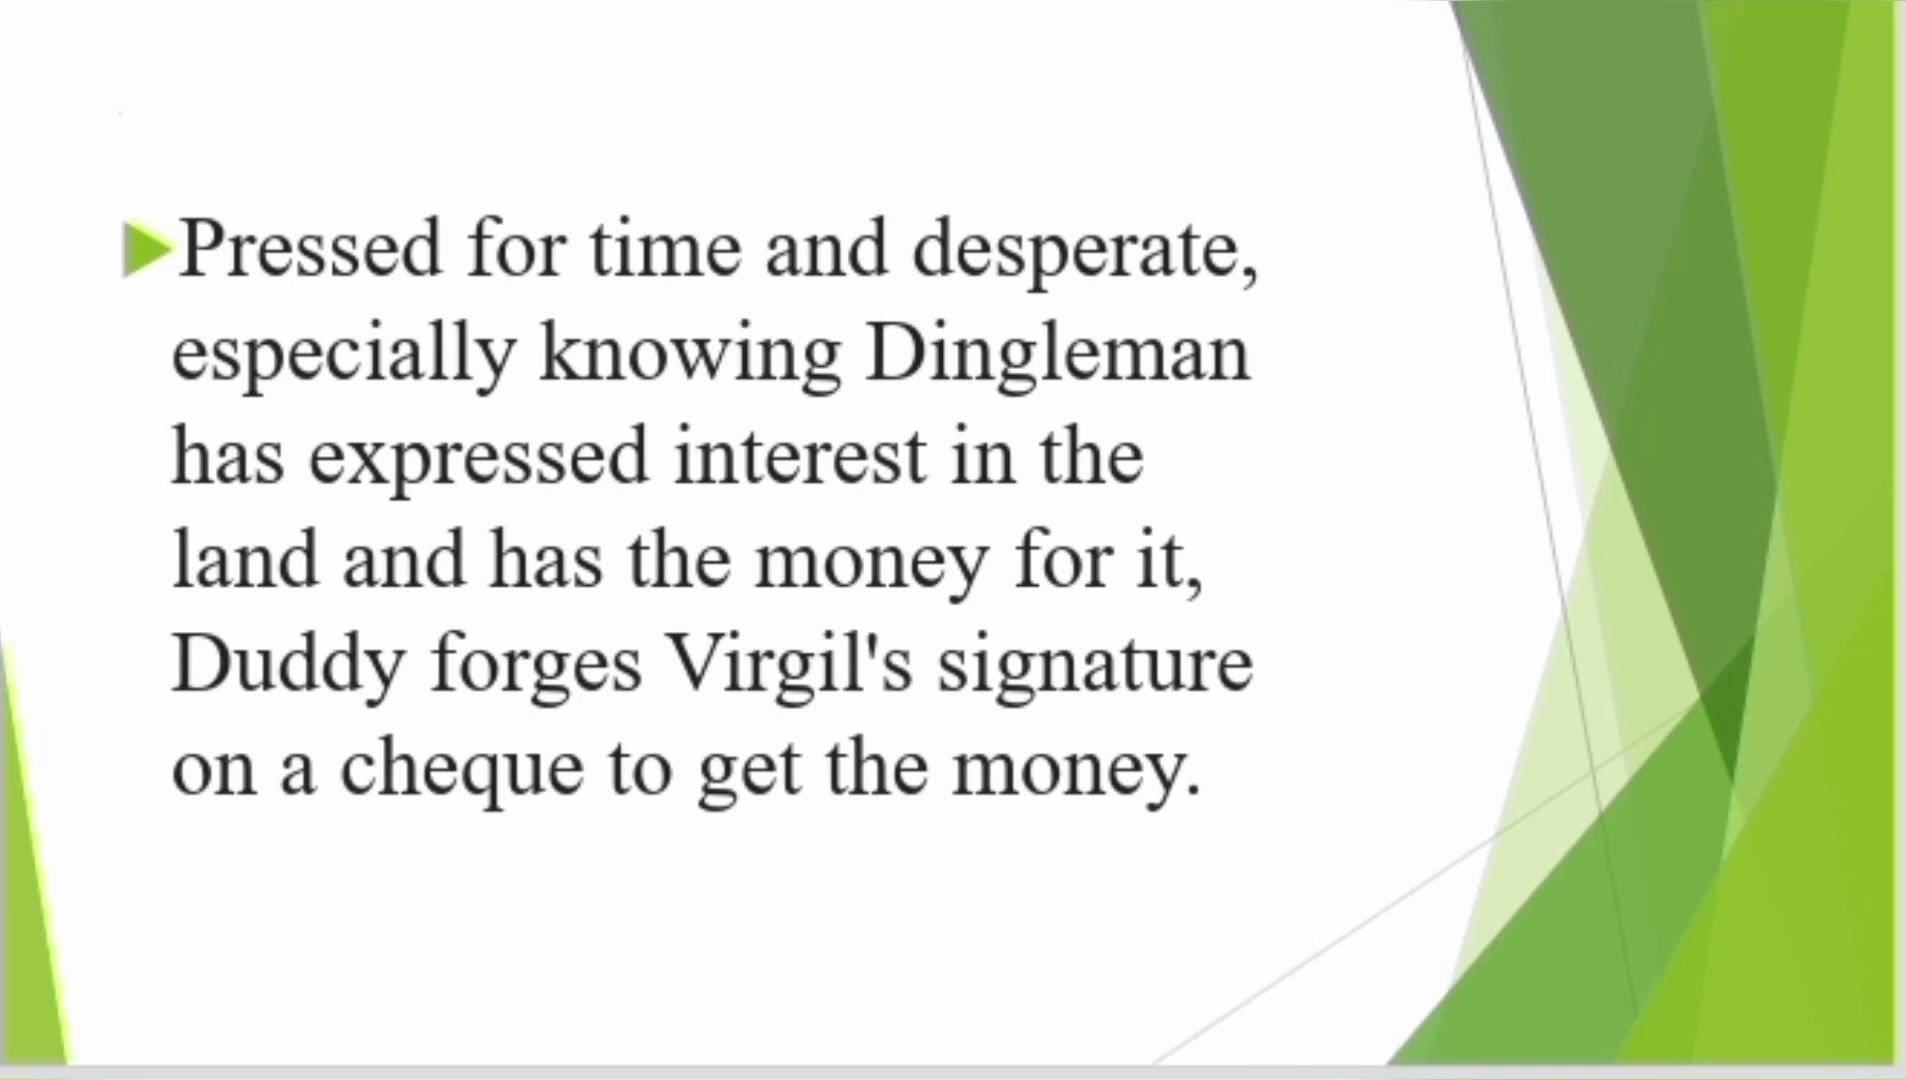 Pressed for time and desperate,
especially knowing Dingleman
has expressed interest in the
land and has the money for it,
Duddy forges Virgil's signature
on a cheque to get the money.